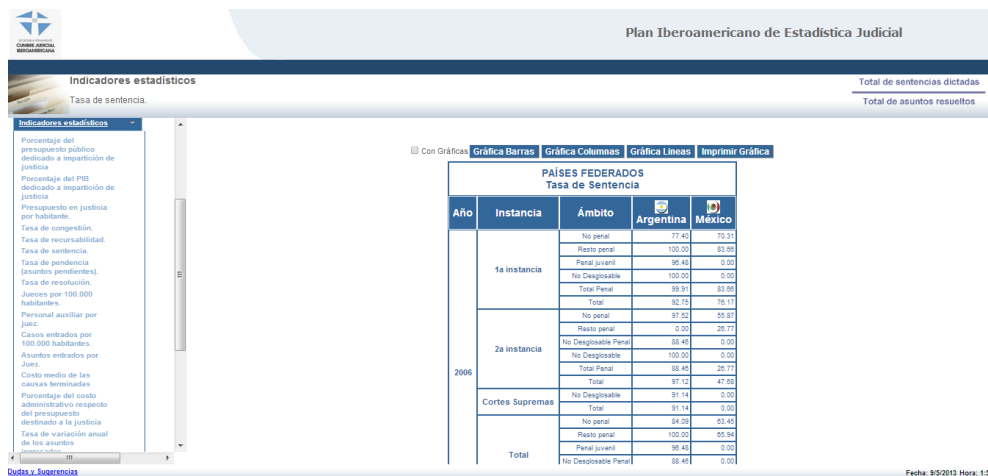 SECRETARÍA PERMANENTE
CUMBRE JUDICIAL
IBEROAMERICANA
Plan Iberoamericano de Estadística Judicial
Indicadores estadísticos
Tasa de sentencia.
Total de sentencias dictadas
Total de asuntos resueltos
Indicadores estadísticos
Porcentaje del
presupuesto público
dedicado a impartición de
justicia
Porcentaje del PIB
dedicado a impartición de
justicia
Presupuesto en justicia
por habitante.
Tasa de congestión.
Tasa de recursabilidad.
Tasa de sentencia.
Tasa de pendencia
(asuntos pendientes).
Tasa de resolución.
Jueces por 100.000
habitantes.
Personal auxiliar por
juez.
Casos entrados por
100.000 habitantes.
Asuntos entrados por
Juez.
Costo medio de las
causas terminadas
Porcentaje del costo
administrativo respecto
del presupuesto
destinado a la justicia
Tasa de variación anual
de los asuntos
ingresados
Con Gráficas Gráfica Barras Gráfica Columnas Gráfica Lineas Imprimir Gráfica
PAÍSES FEDERADOS
Tasa de Sentencia
Año Instancia Ámbito Argentina México
2006
1a instancia
No penal 77.40 70.31
Resto penal 100.00 83.66
Penal juvenil 96.48 0.00
No Desglosable 100.00 0.00
Total Penal 99.91 83.66
Total 92.75 76.17
2a instancia
No penal 97.52 55.87
Resto penal 0.00 26.77
No Desglosable Penal 88.46 0.00
No Desglosable 100.00 0.00
Total Penal 88.46 26.77
Total 97.12 47.68
Cortes Supremas
No Desglosable 91.14 0.00
Total 91.14 0.00
Total
No penal 84.09 63.45
Resto penal 100.00 65.94
Penal juvenil 96.48 0.00
No Desglosable Penal 88.46 0.00
Dudas y Sugerencias
Fecha: 9/5/2013 Hora: 1:5